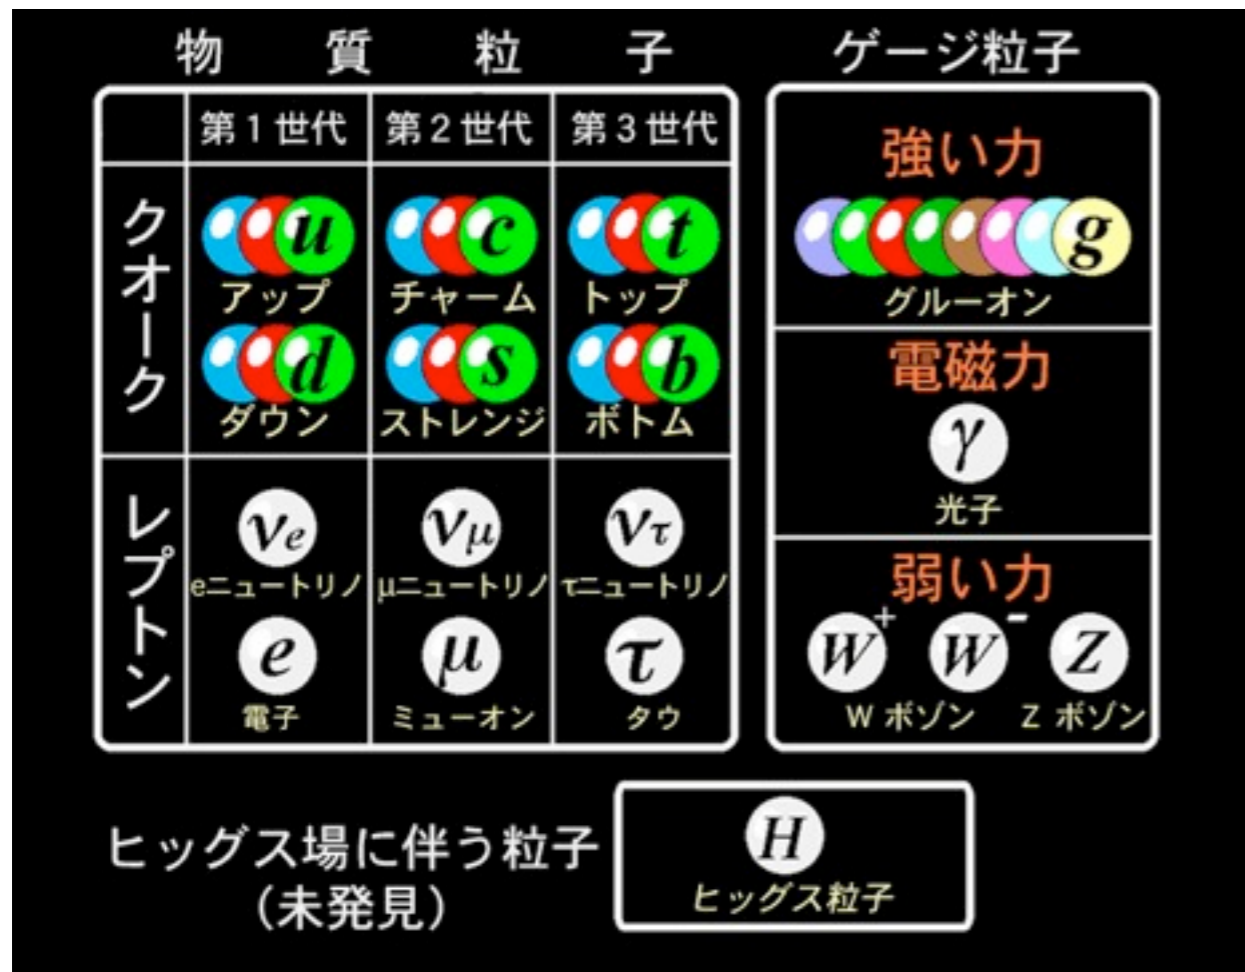 物質粒子
第1世代 第2世代 第3世代
クオーク
u c t
アップ チャーム トップ
d s b
ダウン ストレンジ ボトム
レプトン
νe νμ ντ
eニュートリノ μニュートリノ τニュートリノ
e μ τ
電子 ミューオン タウ
ゲージ粒子
強い力
g
グルーオン
電磁力
γ
光子
弱い力
W+ W- Z
W ボゾン Z ボゾン
ヒッグス場に伴う粒子
(未発見)
H
ヒッグス粒子